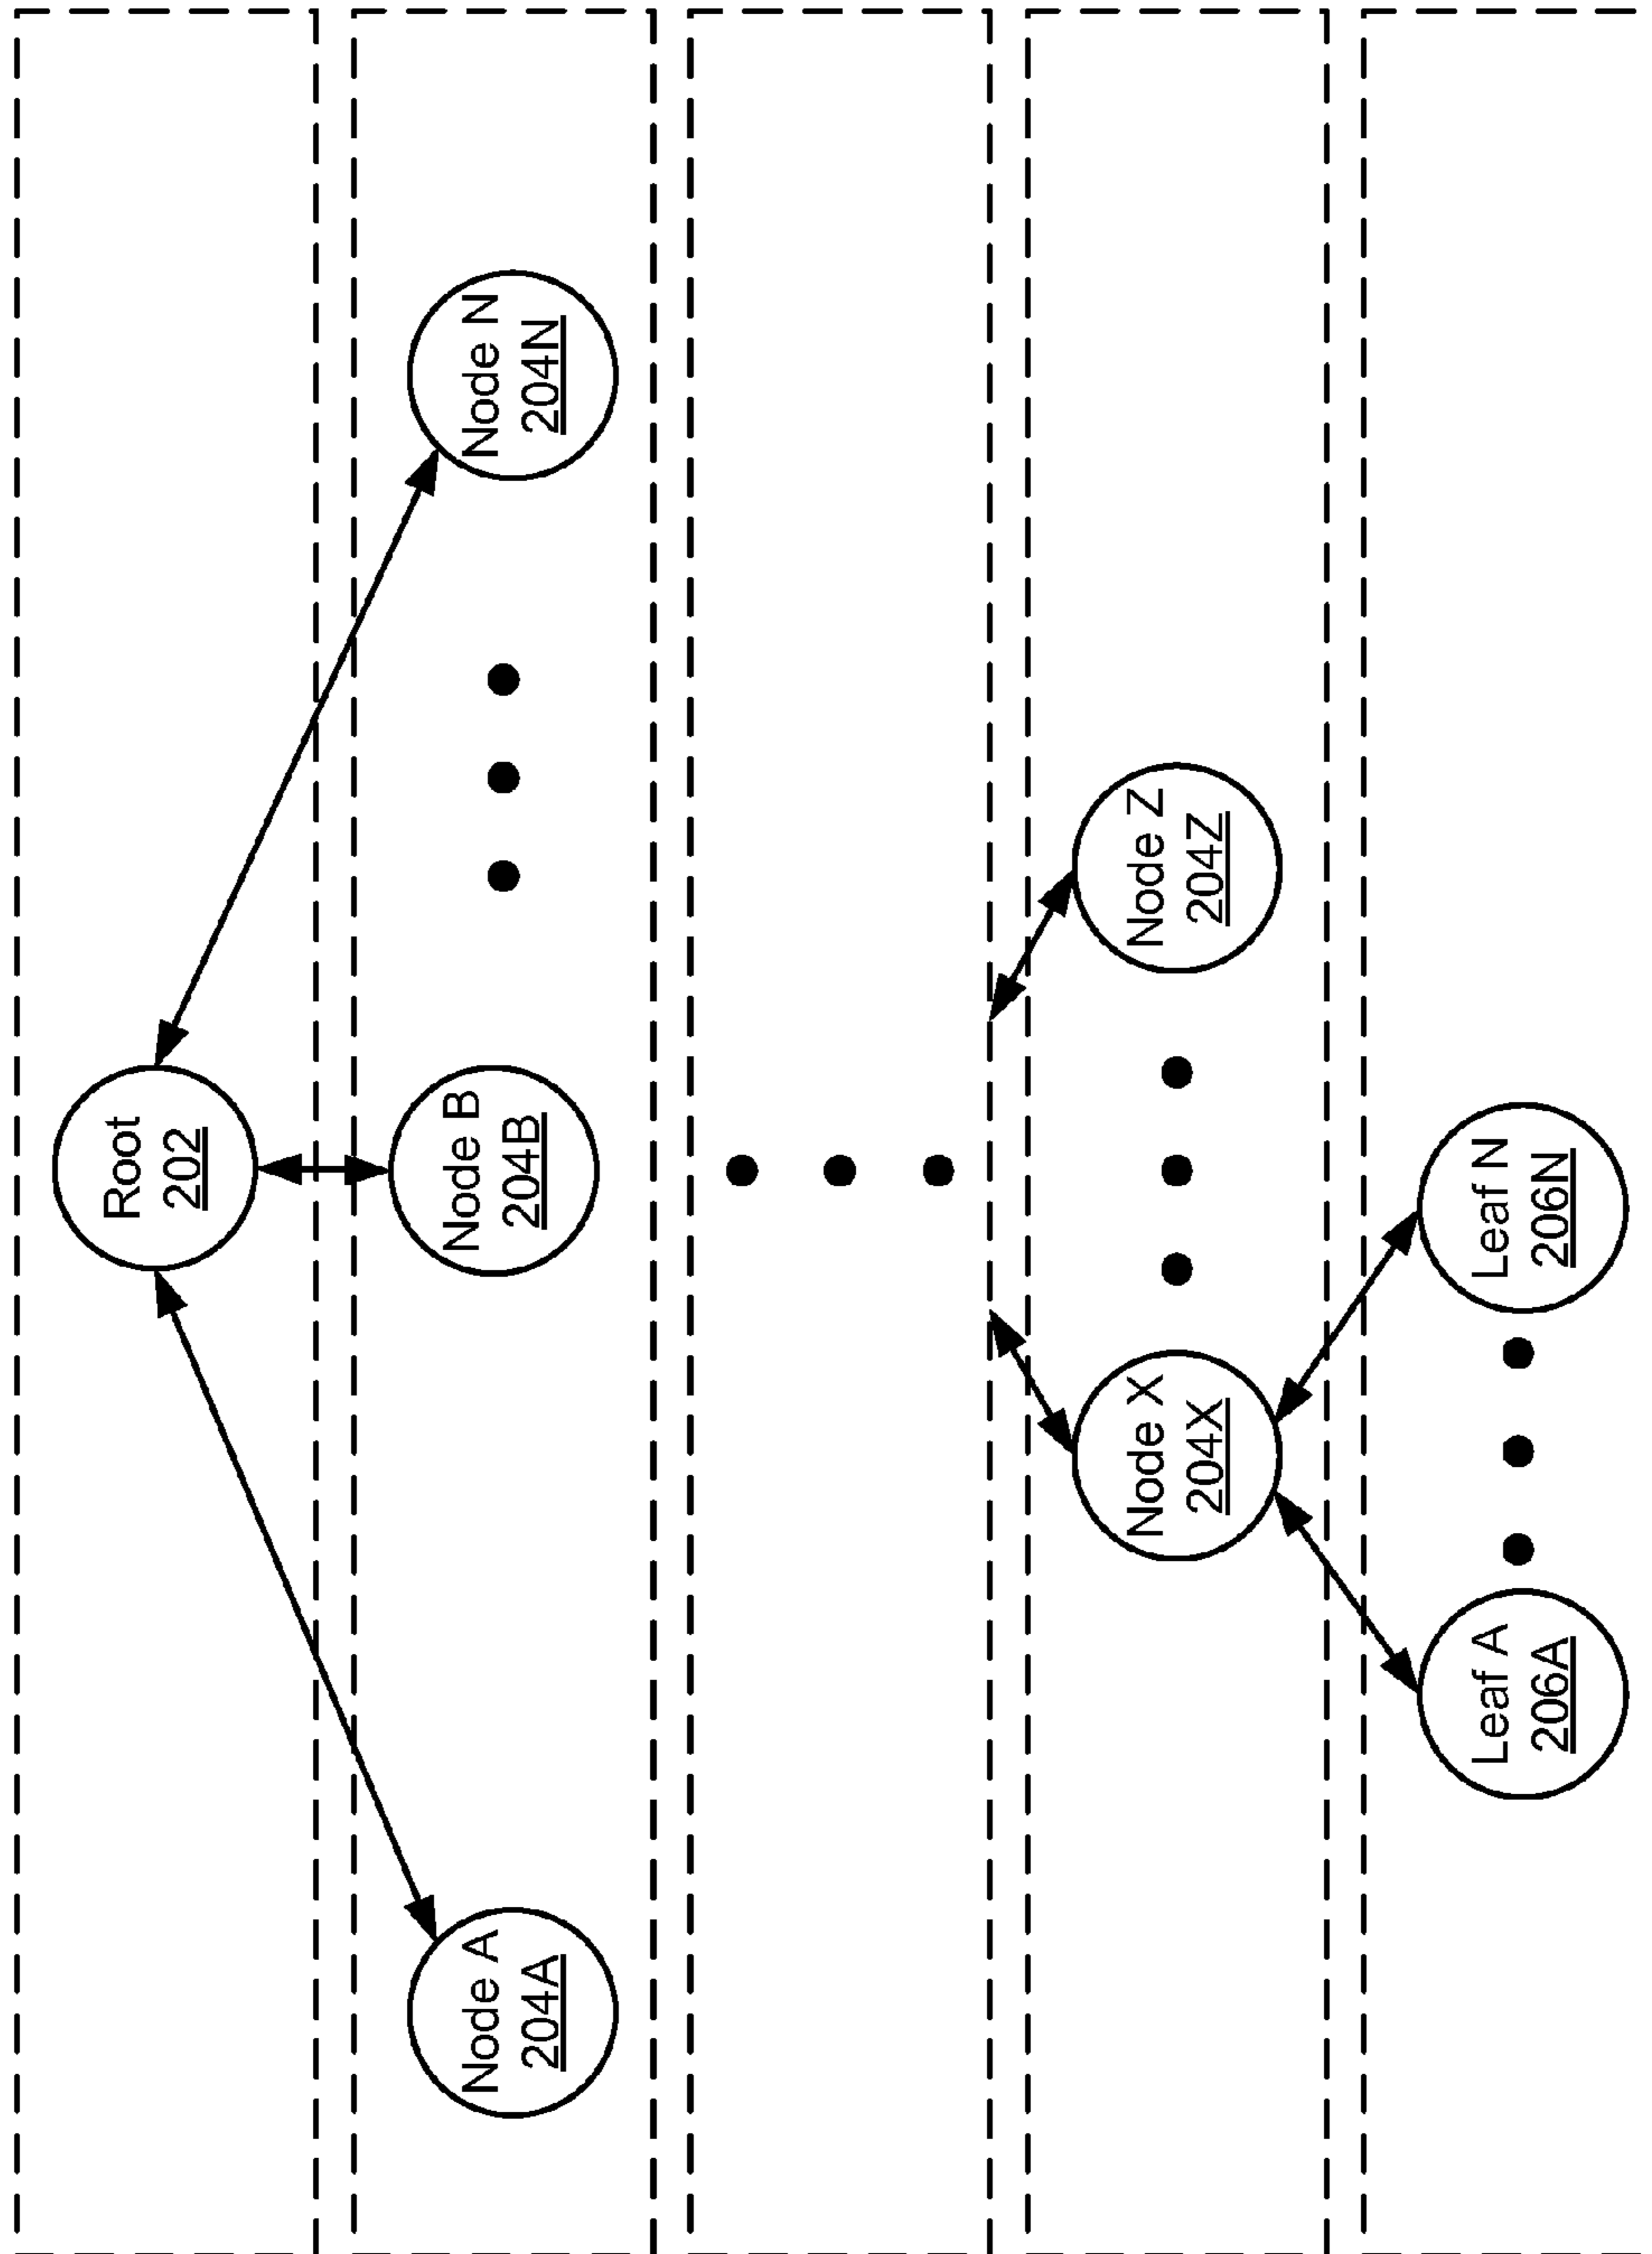 Root
202
Node A
204A
Node B
204B
Node N
204N
Node X
204X
Node Z
204Z
Leaf A
206A
Leaf N
206N